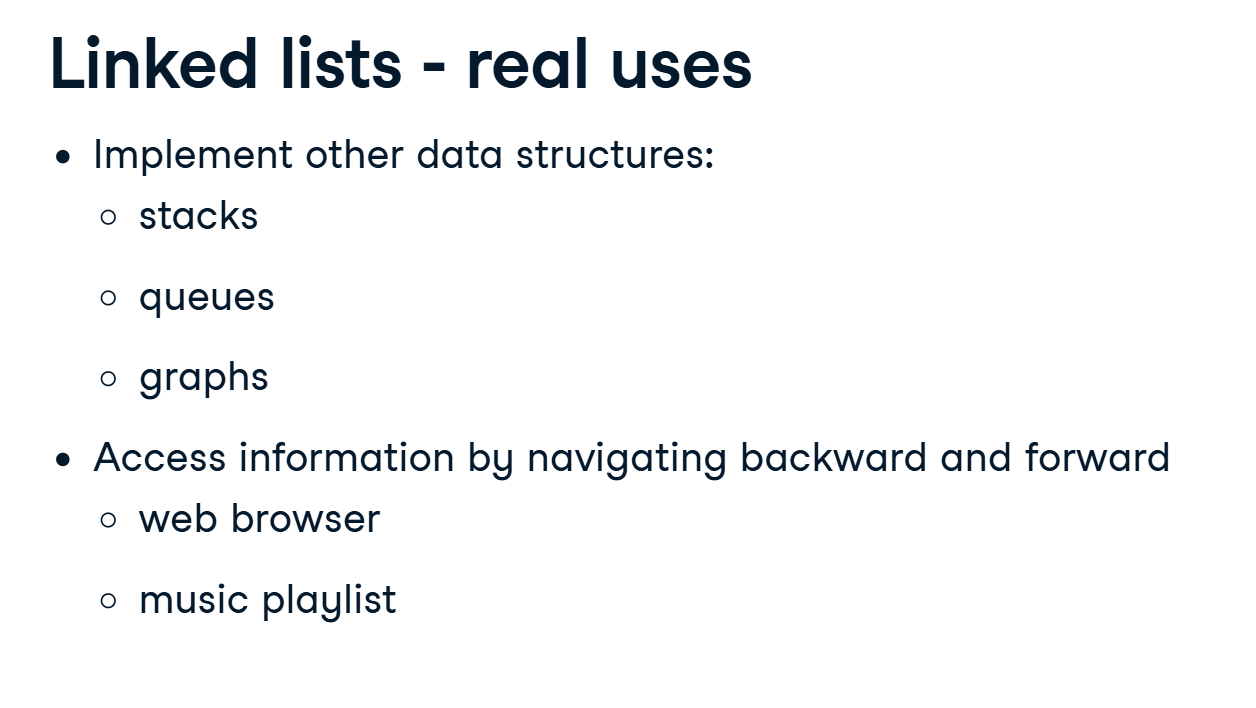 Linked lists - real uses
• Implement other data structures:
○ stacks
○ queues
○ graphs
• Access information by navigating backward and forward
○ web browser
○ music playlist